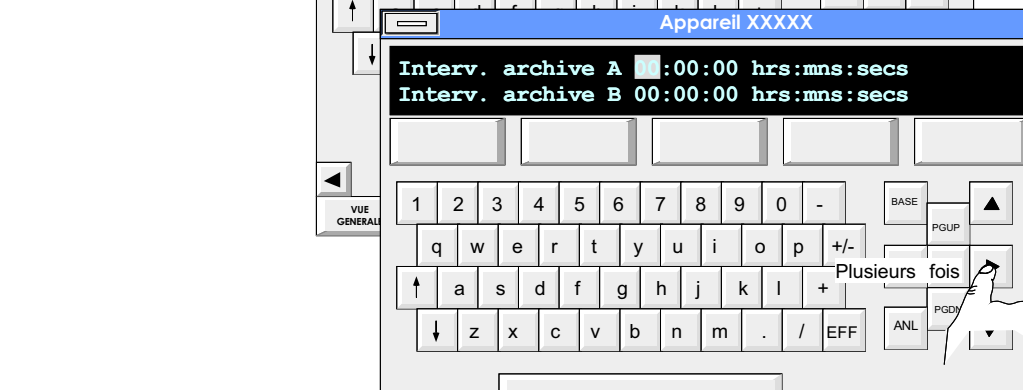 Appareil XXXXX
Interv. archive A 00:00:00 hrs:mns:secs
Interv. archive B 00:00:00 hrs:mns:secs
VUE
1 2 3 4 5 6 7 8 9 0 - BASE
GENERALE
PGUP
q w e r t y u i o p +/-
Plusieurs fois
a s d f g h j k l +
PGDN
ANL
z x c v b n m . / EFF